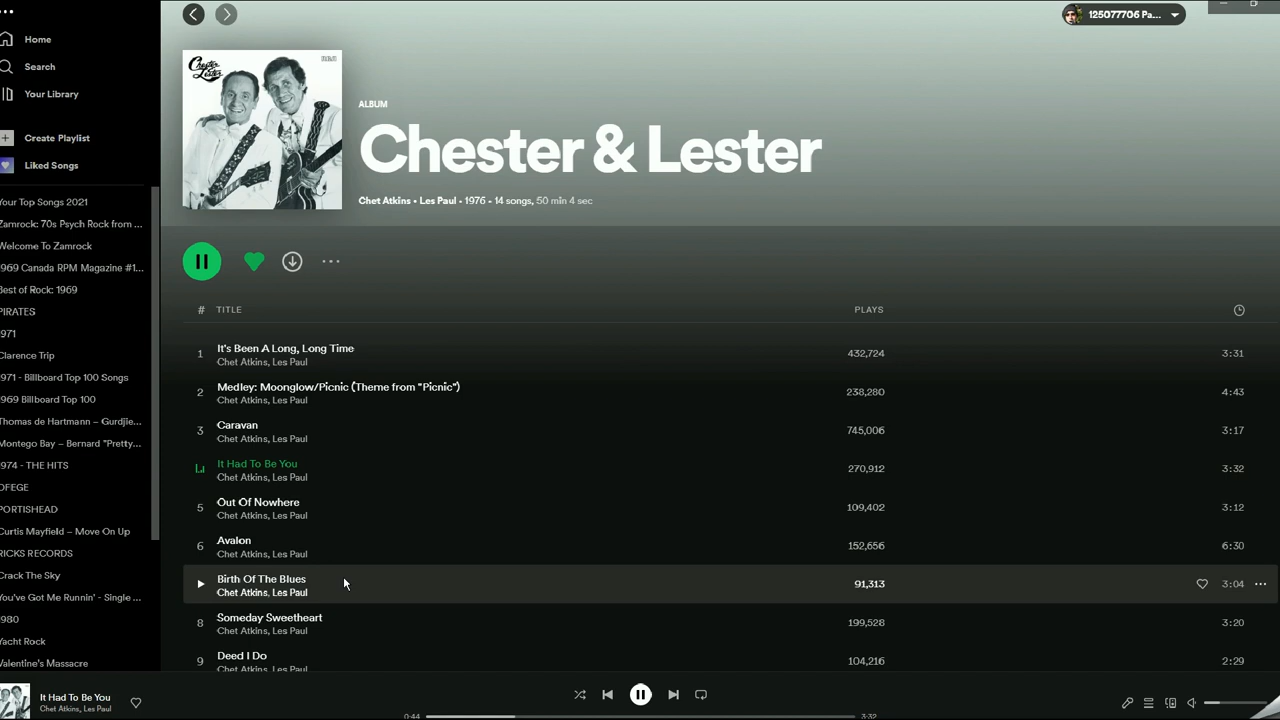 125077706 Pa...
Home
Search
Your Library
Create Playlist
Liked Songs
Your Top Songs 2021
Zamrock: 70s Psych Rock from ...
Welcome To Zamrock
1969 Canada RPM Magazine #1...
Best of Rock: 1969
PIRATES
1971
Clarence Trip
1971 - Billboard Top 100 Songs
1969 Billboard Top 100
Thomas de Hartmann – Gurdjie...
Montego Bay – Bernard "Pretty...
1974 - THE HITS
OFEGE
PORTISHEAD
Curtis Mayfield – Move On Up
RICKS RECORDS
Crack The Sky
You've Got Me Runnin' - Single ...
1980
Yacht Rock
Valentine's Massacre
Chester
Lester
RCA
ALBUM
Chester & Lester
Chet Atkins • Les Paul • 1976 • 14 songs, 50 min 4 sec
# TITLE PLAYS
1 It's Been A Long, Long Time 432,724 3:31
Chet Atkins, Les Paul
2 Medley: Moonglow/Picnic (Theme from "Picnic") 238,280 4:43
Chet Atkins, Les Paul
3 Caravan 745,006 3:17
Chet Atkins, Les Paul
It Had To Be You 270,912 3:32
Chet Atkins, Les Paul
5 Out Of Nowhere 109,402 3:12
Chet Atkins, Les Paul
6 Avalon 152,656 6:30
Chet Atkins, Les Paul
Birth Of The Blues 91,313 3:04
Chet Atkins, Les Paul
8 Someday Sweetheart 199,528 3:20
Chet Atkins, Les Paul
9 Deed I Do 104,216 2:29
Chet Atkins, Les Paul
It Had To Be You
Chet Atkins, Les Paul
0:44 3:32